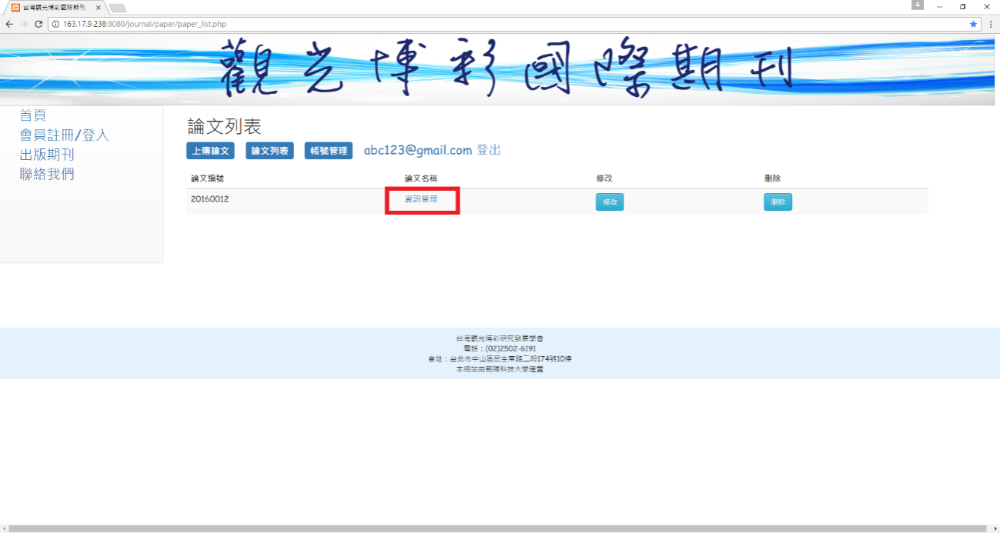 台灣觀光博彩國際期刊
163.17.9.238:8080/journal/paper/paper_list.php
觀光博彩國際期刊
首頁
會員註冊/登入
出版期刊
聯絡我們
論文列表
上傳論文 論文列表 帳號管理 abc123@gmail.com 登出
論文編號 論文名稱 修改 刪除
20160012 資訊管理 修改 刪除
台灣觀光博彩研究發展學會
電話：(02)2502-6191
會址：台北市中山區民生東路二段174號10樓
本網站由朝陽科技大學建置